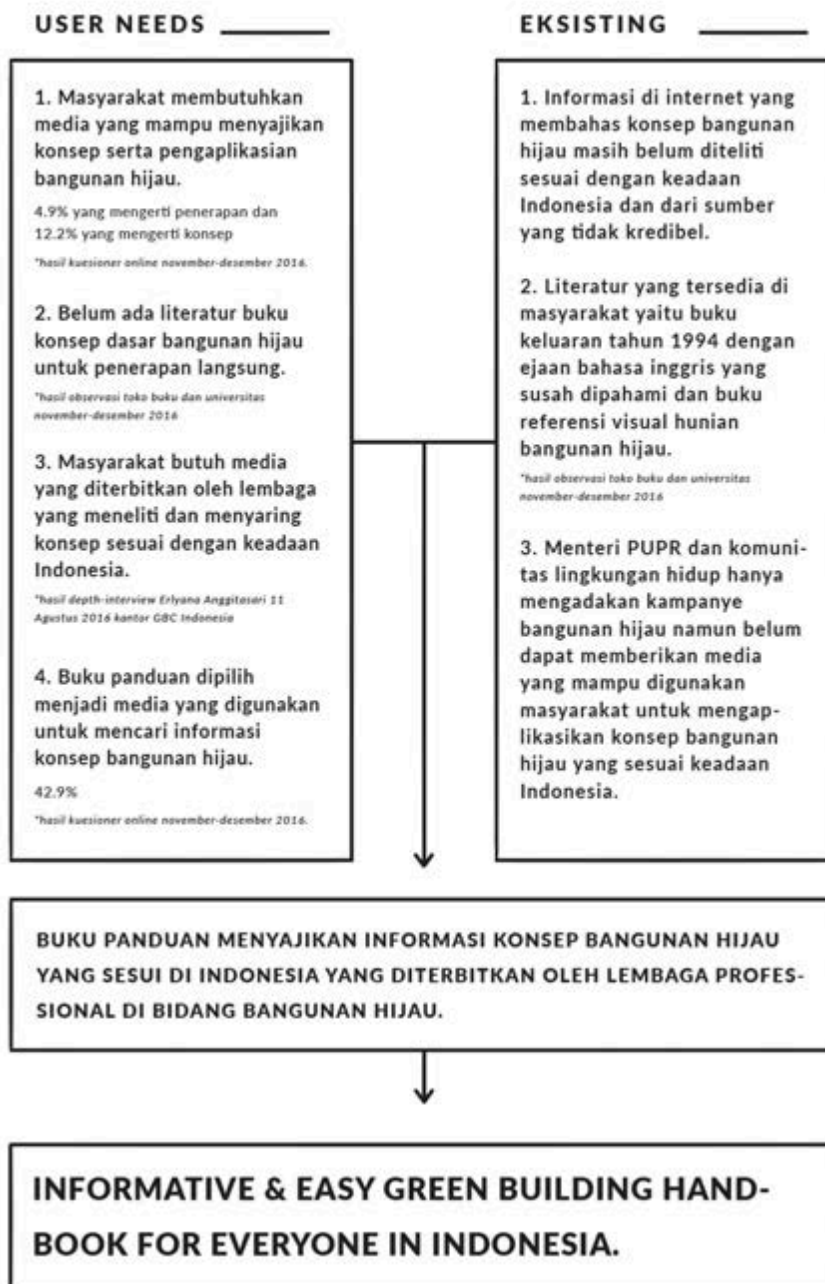 USER NEEDS
1. Masyarakat membutuhkan
media yang mampu menyajikan
konsep serta pengaplikasian
bangunan hijau.
4.9% yang mengerti penerapan dan
12.2% yang mengerti konsep
*hasil kuesioner online november-desember 2016.
2. Belum ada literatur buku
konsep dasar bangunan hijau
untuk penerapan langsung.
*hasil observasi toko buku dan universitas
november-desember 2016
3. Masyarakat butuh media
yang diterbitkan oleh lembaga
yang meneliti dan menyaring
konsep sesuai dengan keadaan
Indonesia.
*hasil depth-interview Erlyana Anggitasari 11
Agustus 2016 kantor GBC Indonesia
4. Buku panduan dipilih
menjadi media yang digunakan
untuk mencari informasi
konsep bangunan hijau.
42.9%
*hasil kuesioner online november-desember 2016.
EKSISTING
1. Informasi di internet yang
membahas konsep bangunan
hijau masih belum diteliti
sesuai dengan keadaan
Indonesia dan dari sumber
yang tidak kredibel.
2. Literatur yang tersedia di
masyarakat yaitu buku
keluaran tahun 1994 dengan
ejaan bahasa inggris yang
susah dipahami dan buku
referensi visual hunian
bangunan hijau.
*hasil observasi toko buku dan universitas
november-desember 2016
3. Menteri PUPR dan komuni-
tas lingkungan hidup hanya
mengadakan kampanye
bangunan hijau namun belum
dapat memberikan media
yang mampu digunakan
masyarakat untuk mengap-
likasikan konsep bangunan
hijau yang sesuai keadaan
Indonesia.
BUKU PANDUAN MENYAJIKAN INFORMASI KONSEP BANGUNAN HIJAU
YANG SESUI DI INDONESIA YANG DITERBITKAN OLEH LEMBAGA PROFES-
SIONAL DI BIDANG BANGUNAN HIJAU.
INFORMATIVE & EASY GREEN BUILDING HAND-
BOOK FOR EVERYONE IN INDONESIA.